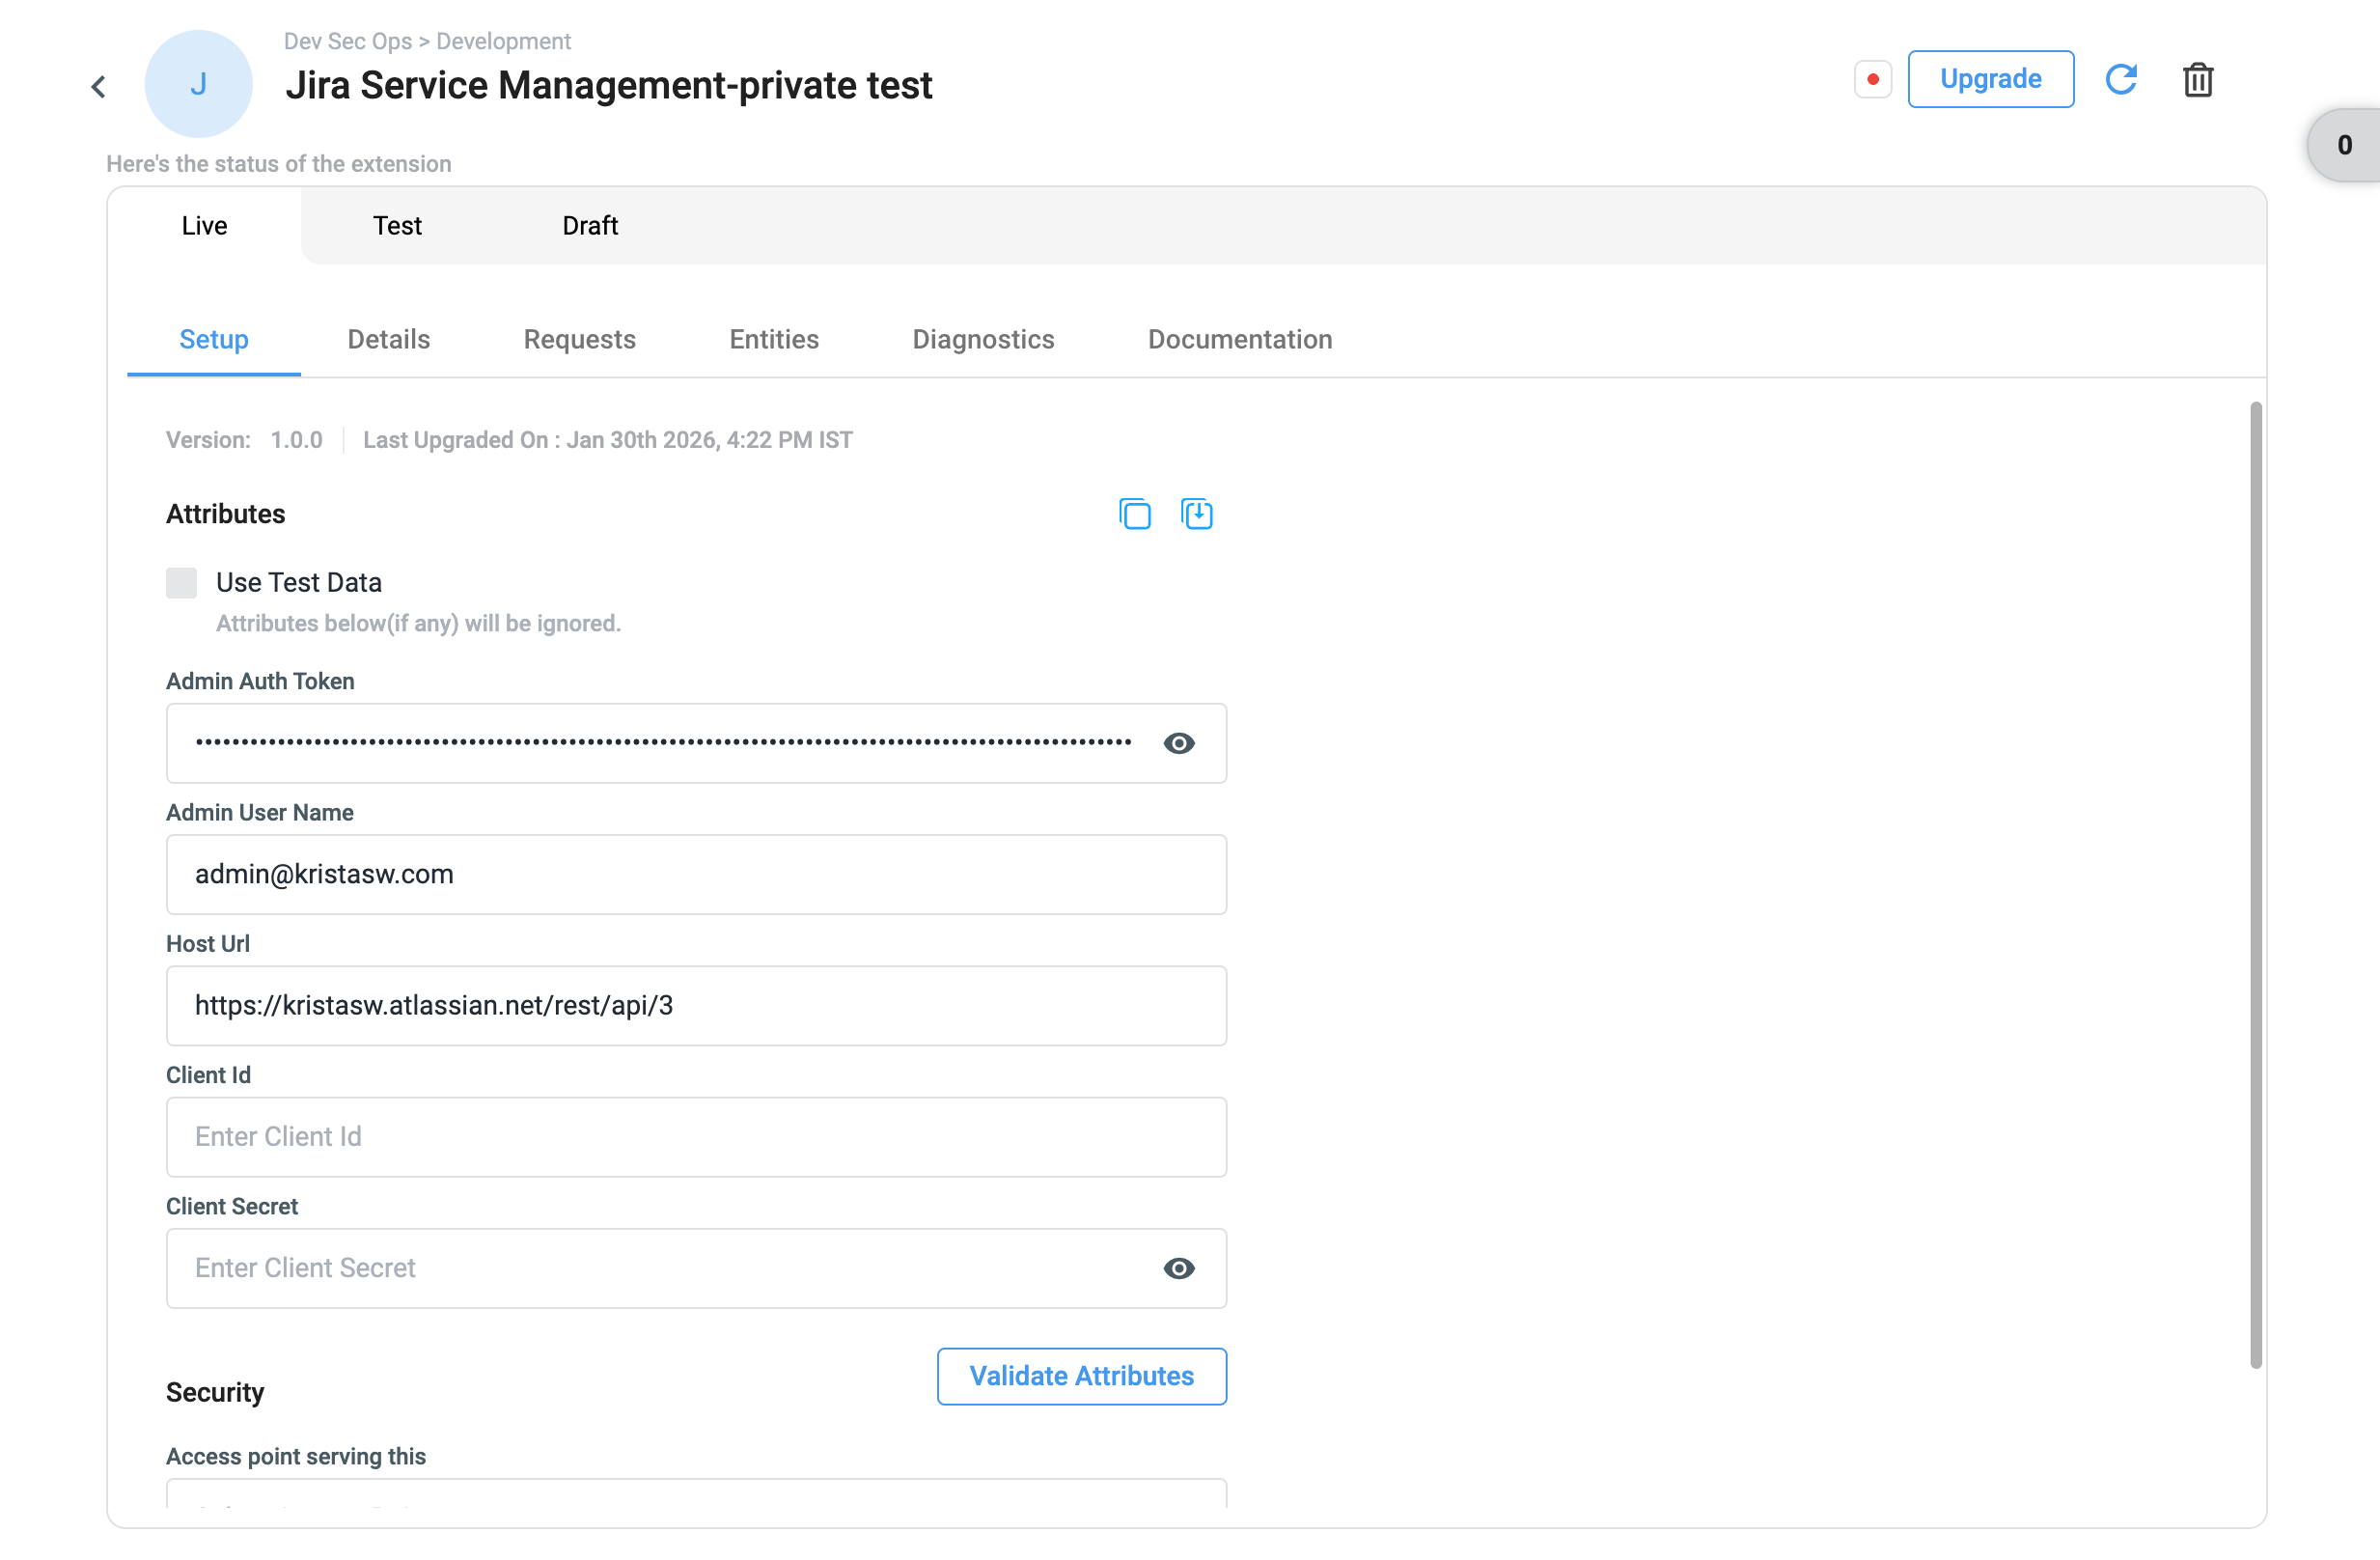 Dev Sec Ops > Development
J
Jira Service Management-private test
Upgrade
0
Here's the status of the extension
Live
Test
Draft
Setup
Details
Requests
Entities
Diagnostics
Documentation
Version: 1.0.0
Last Upgraded On : Jan 30th 2026, 4:22 PM IST
Attributes
Use Test Data
Attributes below(if any) will be ignored.
Admin Auth Token
Admin User Name
admin@kristasw.com
Host Url
https://kristasw.atlassian.net/rest/api/3
Client Id
Enter Client Id
Client Secret
Enter Client Secret
Validate Attributes
Security
Access point serving this